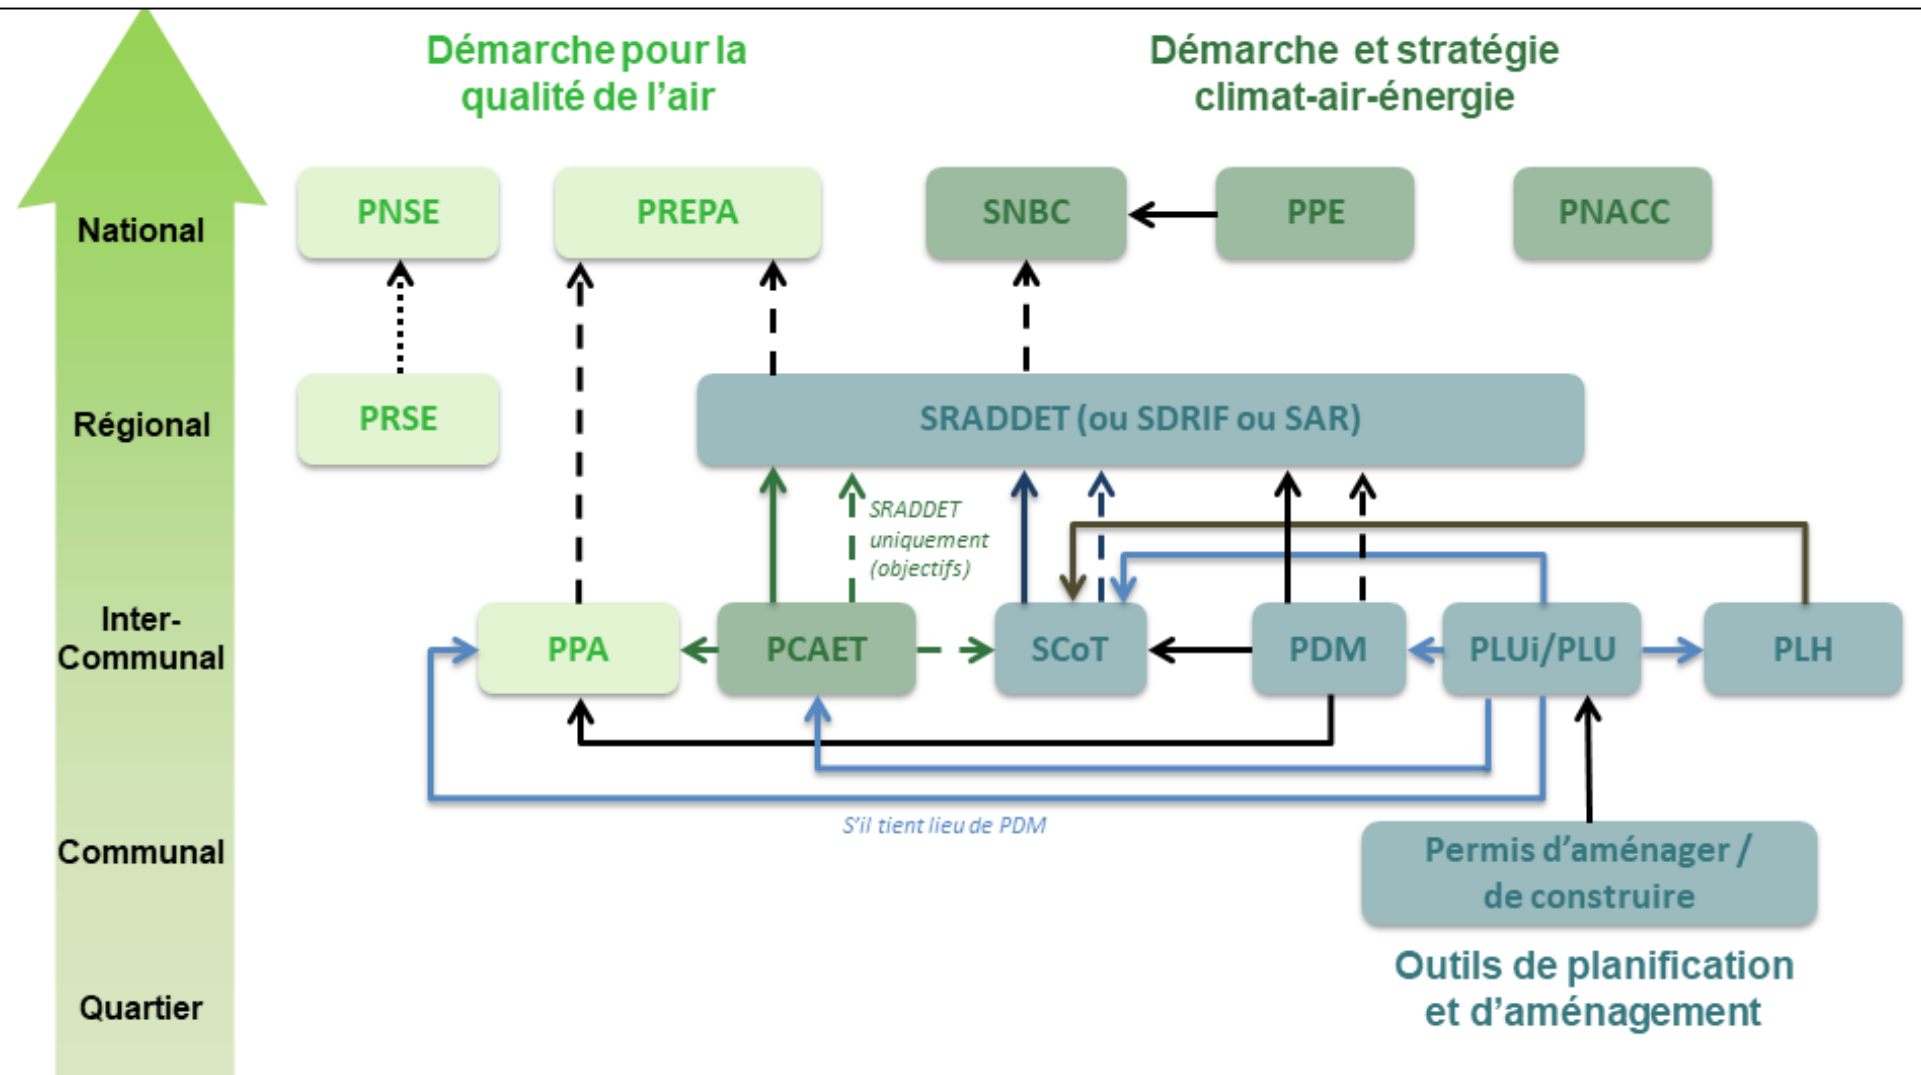 Démarche pour la
qualité de l'air
Démarche et stratégie
climat-air-énergie
National
PNSE
PREPA
SNBC
PPE
PNACC
Régional
PRSE
SRADDET (ou SDRIF ou SAR)
SRADDET
uniquement
(objectifs)
Inter-
Communal
PPA
PCAET
SCoT
PDM
PLUi/PLU
PLH
S'il tient lieu de PDM
Communal
Permis d'aménager /
de construire
Quartier
Outils de planification
et d'aménagement